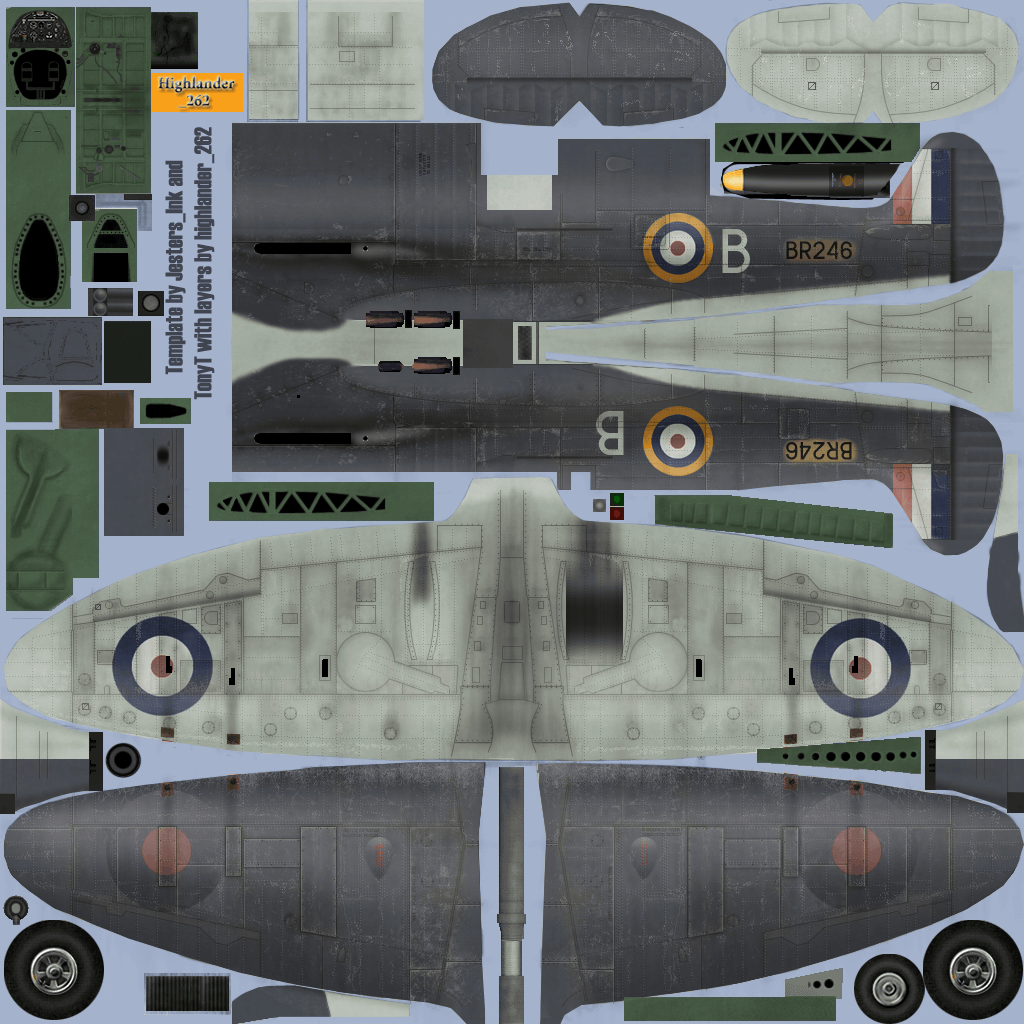 Highlander
_262
Template by Jesters_Ink and
TonyT with layers by highlander_262
B
BR246
B
BR246